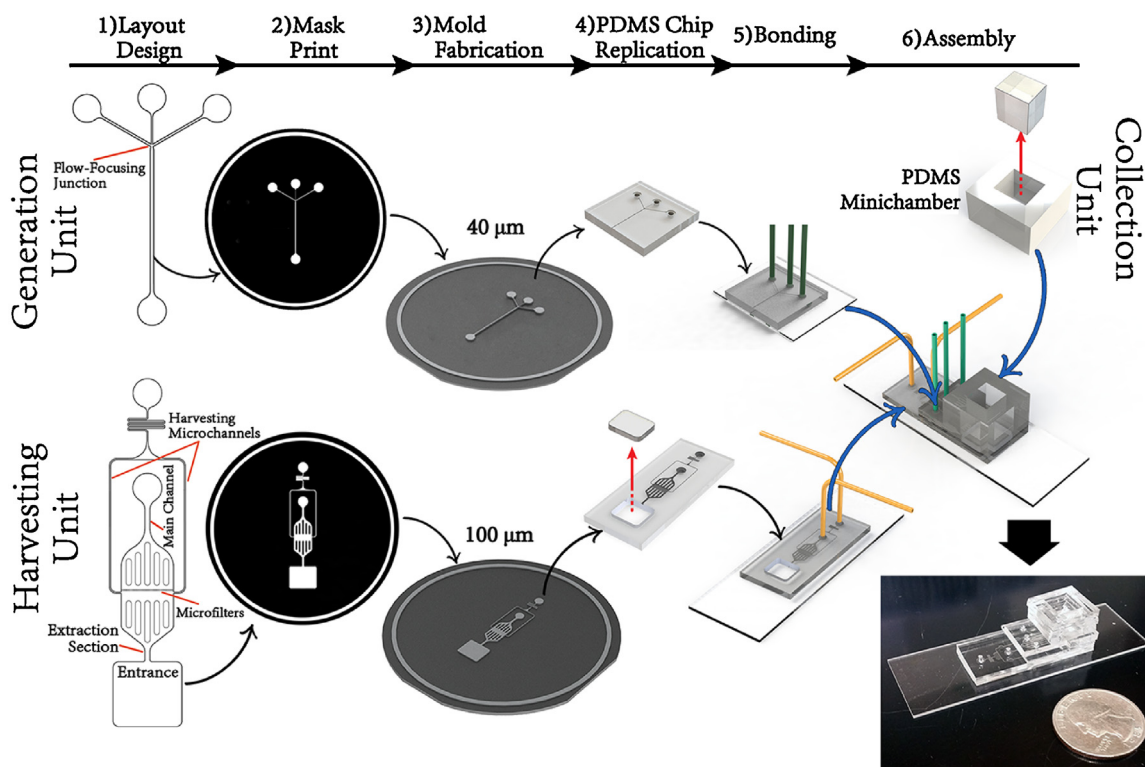 1)Layout
Design
2)Mask
Print
3)Mold
Fabrication
4)PDMS Chip
Replication
5)Bonding
6)Assembly
Generation
Unit
Flow-Focusing
Junction
40 µm
PDMS
Minichamber
Collection
Unit
Harvesting
Unit
Harvesting
Microchannels
Main Channel
Microfilters
Extraction
Section
Entrance
100 µm